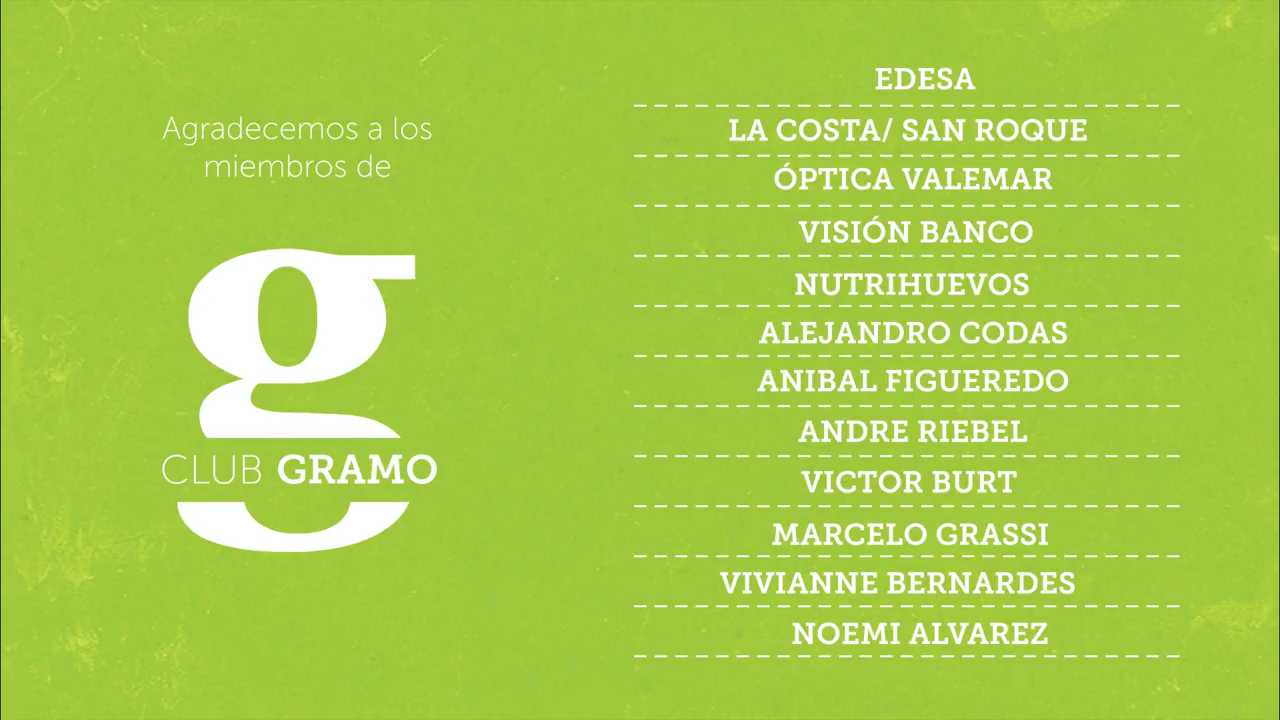 Agradecemos a los
miembros de
g
CLUB GRAMO
EDESA
LA COSTA/ SAN ROQUE
ÓPTICA VALEMAR
VISIÓN BANCO
NUTRIHUEVOS
ALEJANDRO CODAS
ANIBAL FIGUEREDO
ANDRE RIEBEL
VICTOR BURT
MARCELO GRASSI
VIVIANNE BERNARDES
NOEMI ALVAREZ